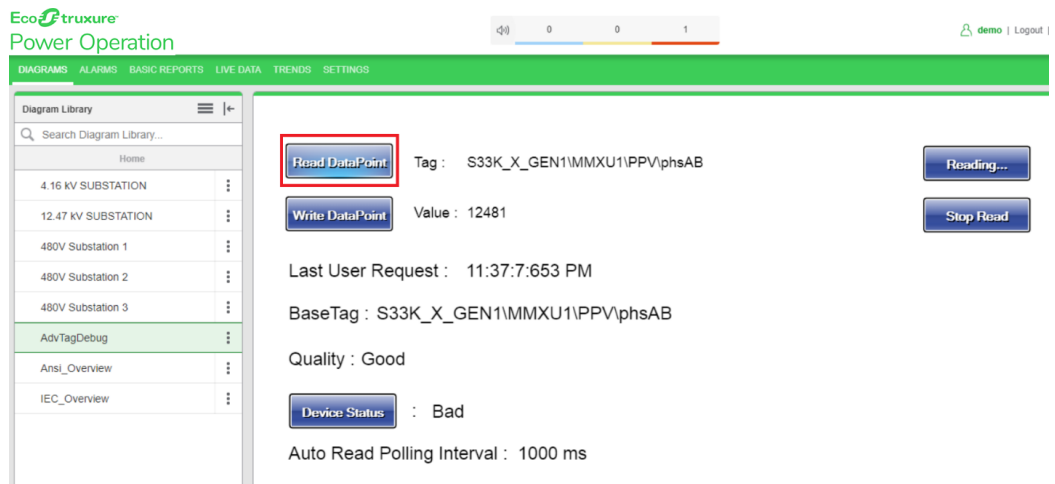 EcoStruxure
Power Operation
0 0 1
demo | Logout |
DIAGRAMS ALARMS BASIC REPORTS LIVE DATA TRENDS SETTINGS
Diagram Library
Search Diagram Library...
Home
4.16 kV SUBSTATION
12.47 kV SUBSTATION
480V Substation 1
480V Substation 2
480V Substation 3
AdvTagDebug
Ansi_Overview
IEC_Overview
Read DataPoint Tag : S33K_X_GEN1\MMXU1\PPV\phsAB Reading...
Write DataPoint Value : 12481 Stop Read
Last User Request : 11:37:7:653 PM
BaseTag : S33K_X_GEN1\MMXU1\PPV\phsAB
Quality : Good
Device Status : Bad
Auto Read Polling Interval : 1000 ms